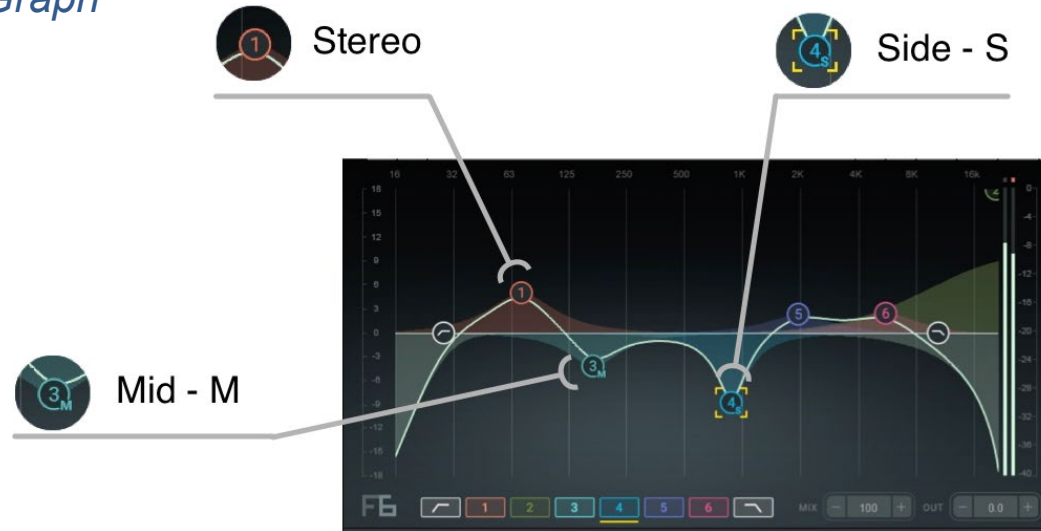 Graph
1 Stereo
4 S Side - S
16 32 63 125 250 500 1K 2K 4K 8K 16k
18 0
15 -4
12 -8
9 -12
6 -16
3 -20
0 -24
-3 -28
-6 -32
-9 -36
-12 -40
-15
-18
2
1
5
6
3 M
4 S
3 M Mid - M
F6 1 2 3 4 5 6 MIX - 100 + OUT - 0.0 +